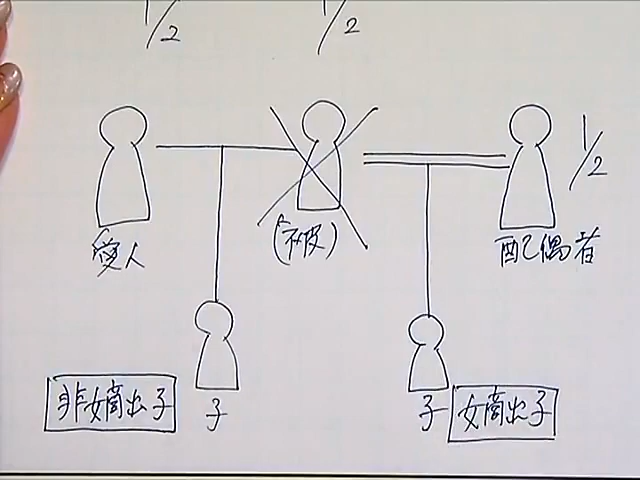 1/2
1/2
1/2
愛人
(被)
配偶者
非嫡出子
子
子
嫡出子